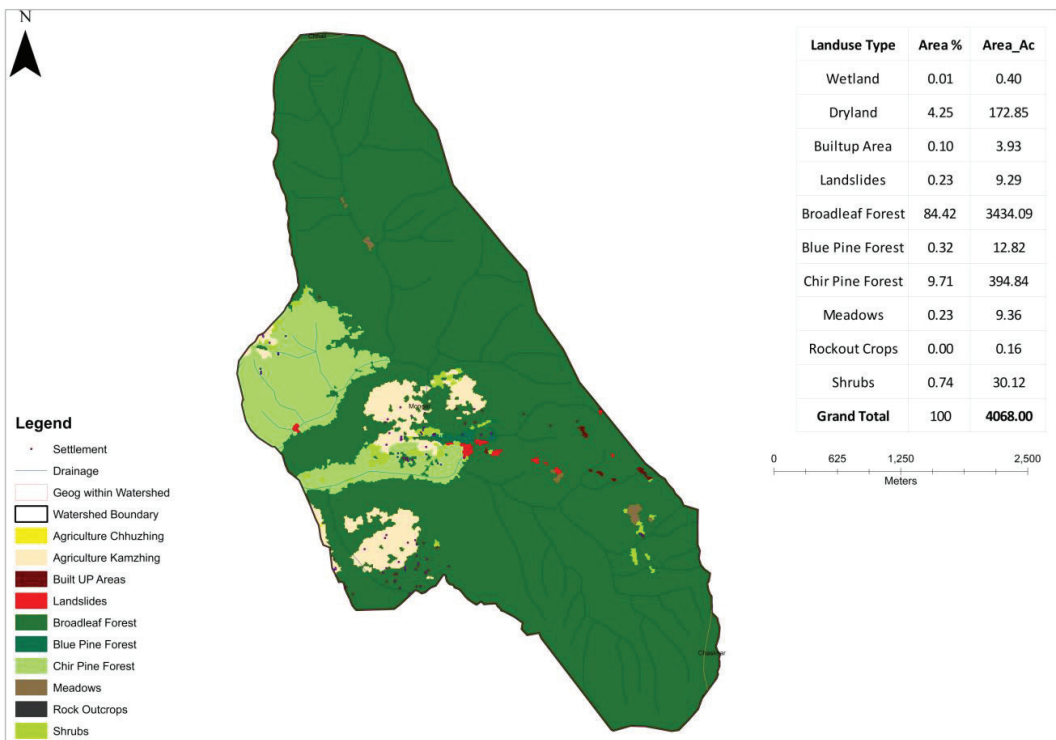 N
Landuse Type Area % Area_Ac
Wetland 0.01 0.40
Dryland 4.25 172.85
Builtup Area 0.10 3.93
Landslides 0.23 9.29
Broadleaf Forest 84.42 3434.09
Blue Pine Forest 0.32 12.82
Chir Pine Forest 9.71 394.84
Meadows 0.23 9.36
Rockout Crops 0.00 0.16
Shrubs 0.74 30.12
Grand Total 100 4068.00
0 625 1,250 2,500
Meters
Legend
Settlement
Drainage
Geog within Watershed
Watershed Boundary
Agriculture Chhuzhing
Agriculture Kamzhing
Built UP Areas
Landslides
Broadleaf Forest
Blue Pine Forest
Chir Pine Forest
Meadows
Rock Outcrops
Shrubs